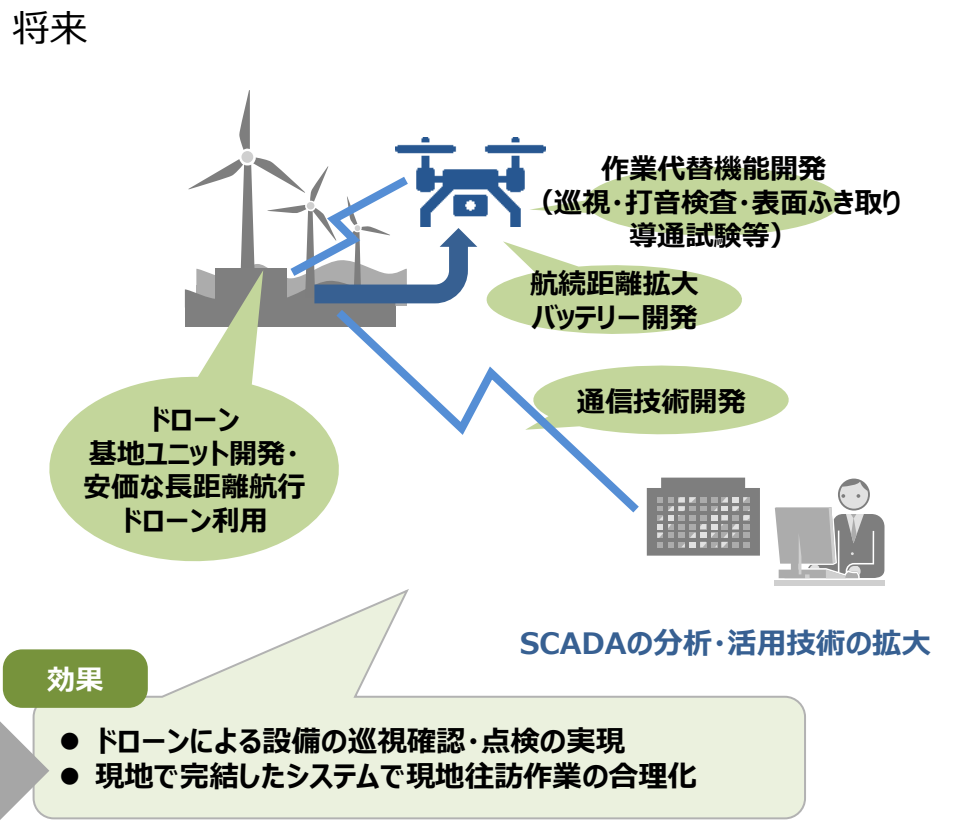 将来
作業代替機能開発
（巡視・打音検査・表面ふき取り
導通試験等）
航続距離拡大
バッテリー開発
通信技術開発
ドローン
基地ユニット開発・
安価な長距離航行
ドローン利用
SCADAの分析・活用技術の拡大
効果
● ドローンによる設備の巡視確認・点検の実現
● 現地で完結したシステムで現地往訪作業の合理化